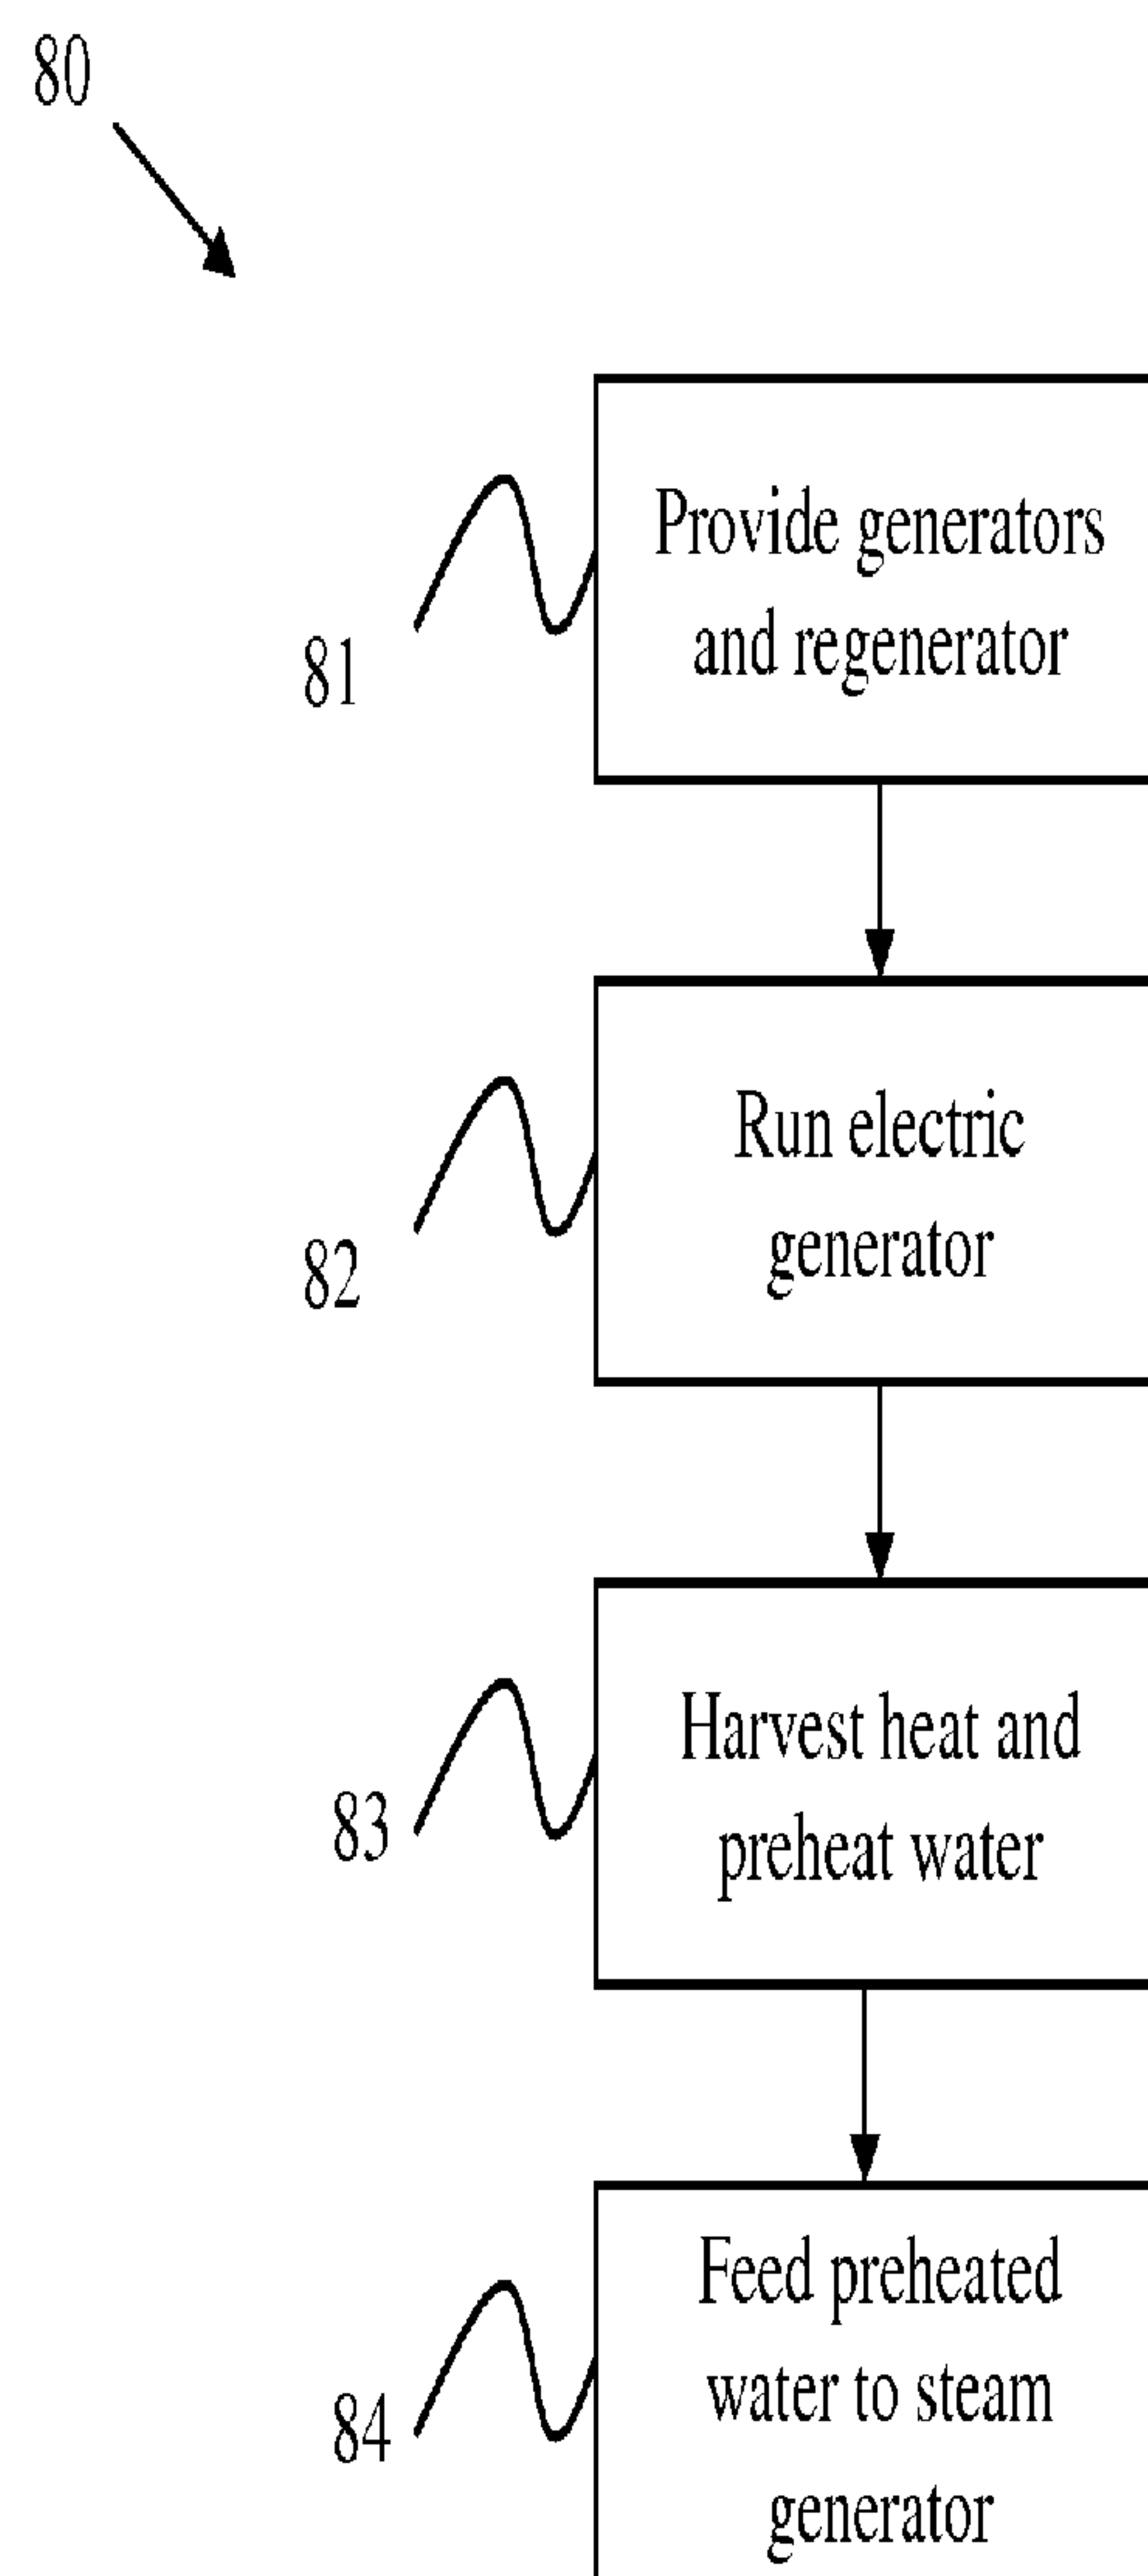 80
Provide generators
and regenerator
81
Run electric
generator
82
Harvest heat and
preheat water
83
Feed preheated
water to steam
generator
84